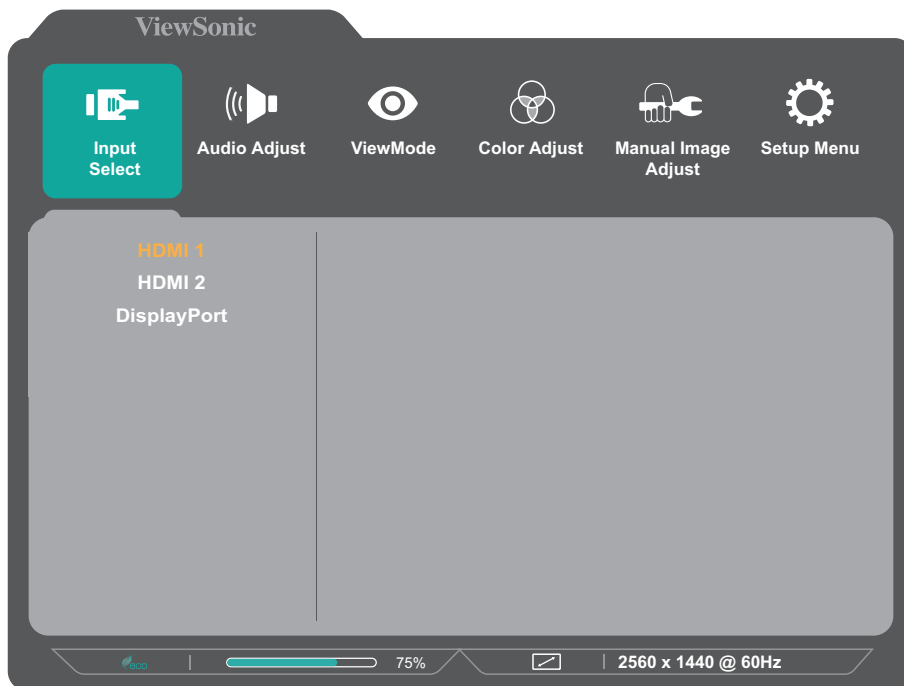 ViewSonic
Input
Select
Audio Adjust
ViewMode
Color Adjust
Manual Image
Adjust
Setup Menu
HDMI 1
HDMI 2
DisplayPort
eco
75%
2560 x 1440 @ 60Hz